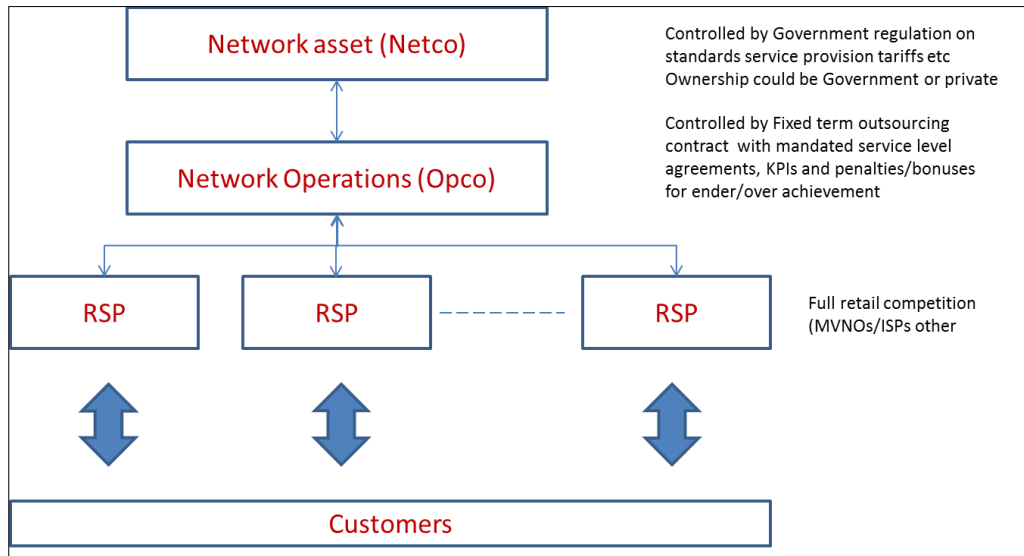 Network asset (Netco)
Controlled by Government regulation on
standards service provision tariffs etc
Ownership could be Government or private
Controlled by Fixed term outsourcing
contract with mandated service level
agreements, KPIs and penalties/bonuses
for ender/over achievement
Network Operations (Opco)
RSP
RSP
RSP
Full retail competition
(MVNOs/ISPs other
Customers